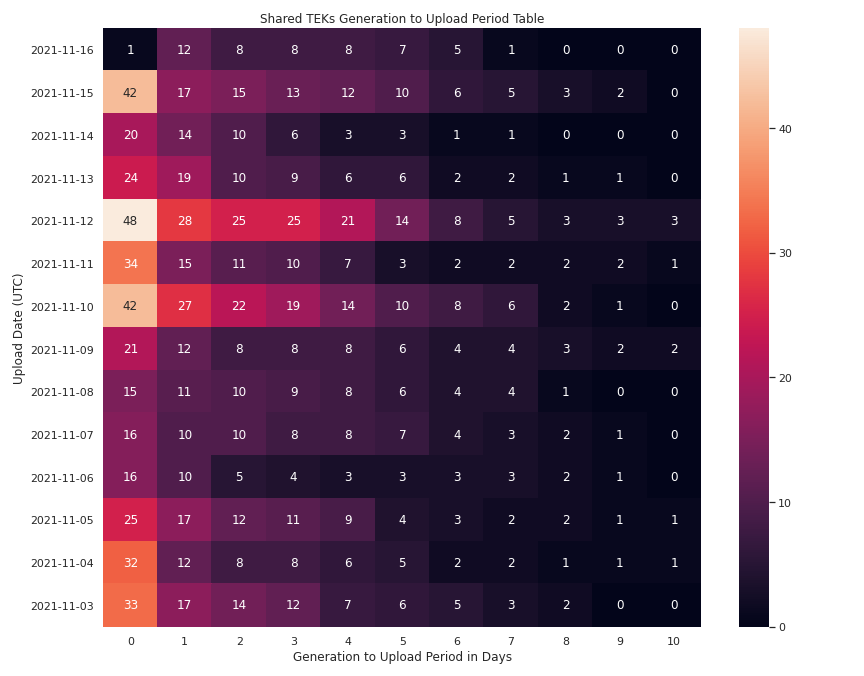 Shared TEKs Generation to Upload Period Table
Upload Date (UTC)
2021-11-16 1 12 8 8 8 7 5 1 0 0 0
2021-11-15 42 17 15 13 12 10 6 5 3 2 0
2021-11-14 20 14 10 6 3 3 1 1 0 0 0
2021-11-13 24 19 10 9 6 6 2 2 1 1 0
2021-11-12 48 28 25 25 21 14 8 5 3 3 3
2021-11-11 34 15 11 10 7 3 2 2 2 2 1
2021-11-10 42 27 22 19 14 10 8 6 2 1 0
2021-11-09 21 12 8 8 8 6 4 4 3 2 2
2021-11-08 15 11 10 9 8 6 4 4 1 0 0
2021-11-07 16 10 10 8 8 7 4 3 2 1 0
2021-11-06 16 10 5 4 3 3 3 3 2 1 0
2021-11-05 25 17 12 11 9 4 3 2 2 1 1
2021-11-04 32 12 8 8 6 5 2 2 1 1 1
2021-11-03 33 17 14 12 7 6 5 3 2 0 0
0 1 2 3 4 5 6 7 8 9 10
Generation to Upload Period in Days
40
30
20
10
0